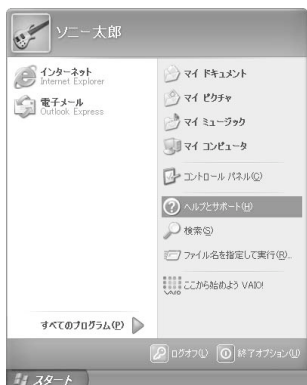 ソニー太郎
インターネット
Internet Explorer
電子メール
Outlook Express
すべてのプログラム(P)
マイ ドキュメント
マイ ピクチャ
マイ ミュージック
マイ コンピュータ
コントロール パネル(C)
ヘルプとサポート(H)
検索(S)
ファイル名を指定して実行(R)...
ここから始めよう VAIO!
ログオフ(L)
終了オプション(U)
スタート